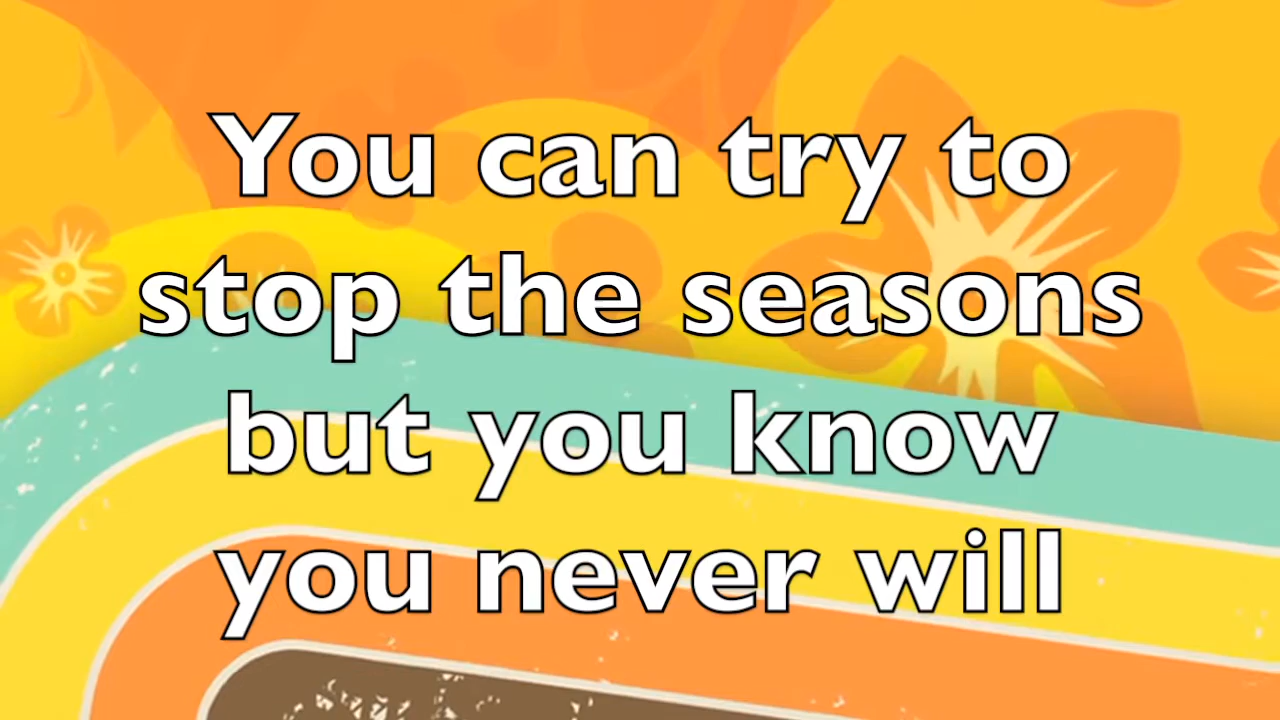 You can try to
stop the seasons
but you know
you never will